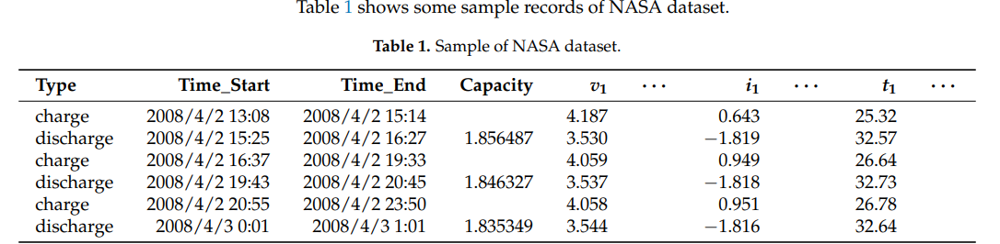 Table 1 shows some sample records of NASA dataset.
Table 1. Sample of NASA dataset.
Type Time_Start Time_End Capacity v1 ··· i1 ··· t1 ···
charge 2008/4/2 13:08 2008/4/2 15:14 4.187 0.643 25.32
discharge 2008/4/2 15:25 2008/4/2 16:27 1.856487 3.530 −1.819 32.57
charge 2008/4/2 16:37 2008/4/2 19:33 4.059 0.949 26.64
discharge 2008/4/2 19:43 2008/4/2 20:45 1.846327 3.537 −1.818 32.73
charge 2008/4/2 20:55 2008/4/2 23:50 4.058 0.951 26.78
discharge 2008/4/3 0:01 2008/4/3 1:01 1.835349 3.544 −1.816 32.64